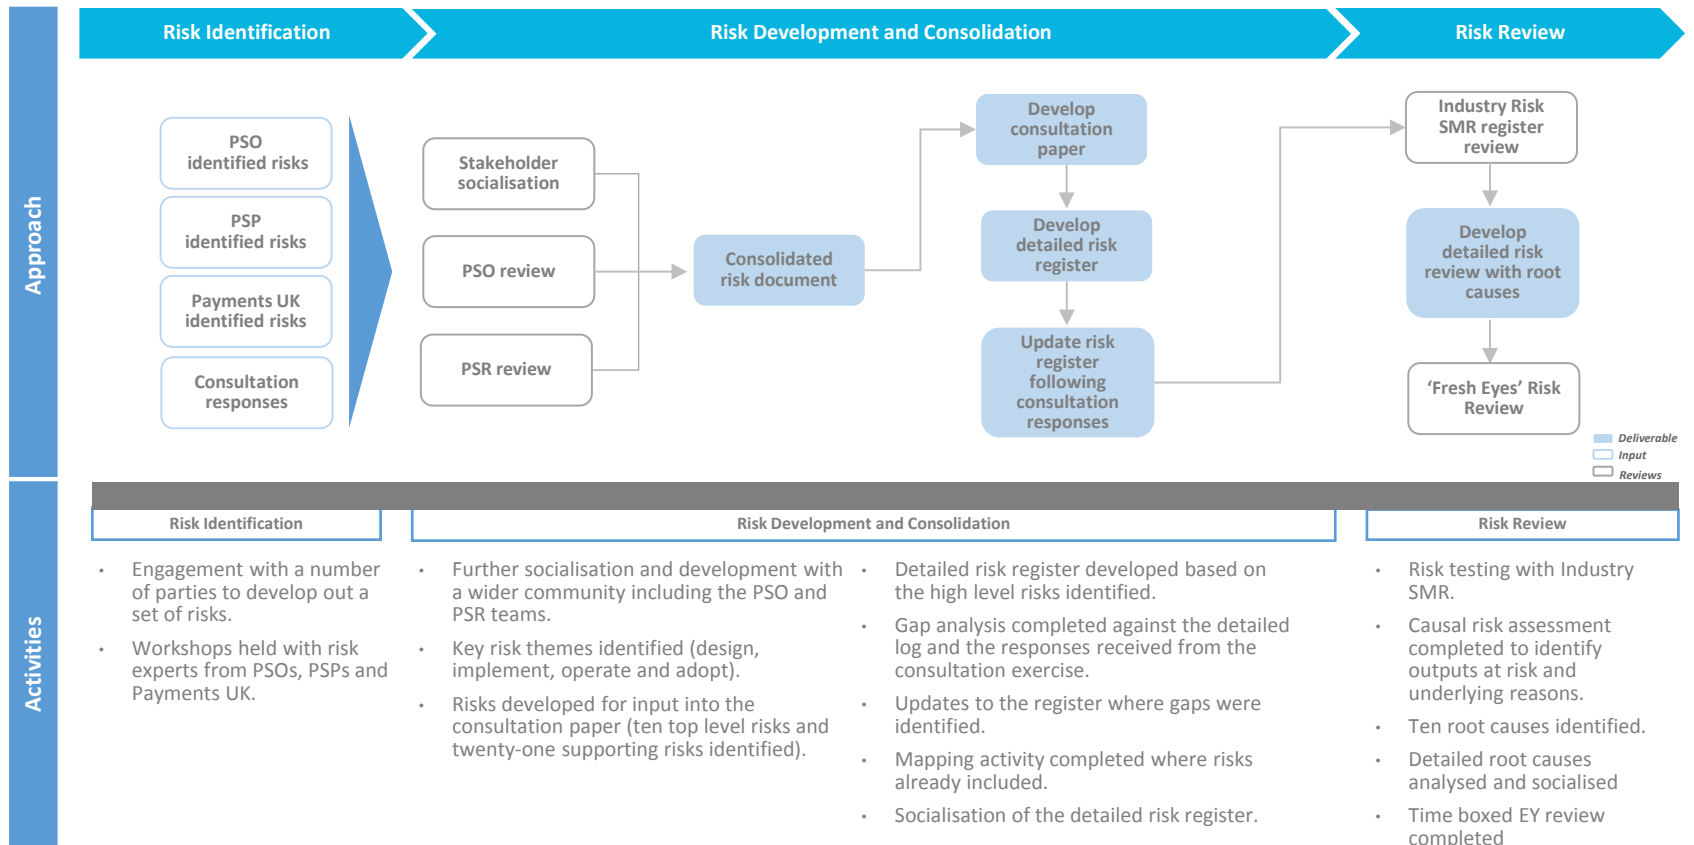 Risk Identification
Risk Development and Consolidation
Risk Review
Approach
PSO
identified risks
PSP
identified risks
Payments UK
identified risks
Consultation
responses
Stakeholder
socialisation
PSO review
PSR review
Consolidated
risk document
Develop
consultation
paper
Develop
detailed risk
register
Update risk
register
following
consultation
responses
Industry Risk
SMR register
review
Develop
detailed risk
review with root
causes
‘Fresh Eyes’ Risk
Review
Deliverable
Input
Reviews
Activities
Risk Identification
Risk Development and Consolidation
Risk Review
• Engagement with a number
of parties to develop out a
set of risks.
• Workshops held with risk
experts from PSOs, PSPs and
Payments UK.
• Further socialisation and development with
a wider community including the PSO and
PSR teams.
• Key risk themes identified (design,
implement, operate and adopt).
• Risks developed for input into the
consultation paper (ten top level risks and
twenty-one supporting risks identified).
• Detailed risk register developed based on
the high level risks identified.
• Gap analysis completed against the detailed
log and the responses received from the
consultation exercise.
• Updates to the register where gaps were
identified.
• Mapping activity completed where risks
already included.
• Socialisation of the detailed risk register.
• Risk testing with Industry
SMR.
• Causal risk assessment
completed to identify
outputs at risk and
underlying reasons.
• Ten root causes identified.
• Detailed root causes
analysed and socialised
• Time boxed EY review
completed